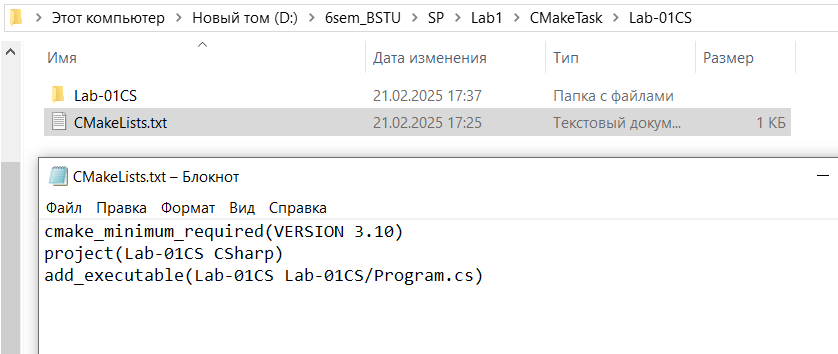 Этот компьютер > Новый том (D:) > 6sem_BSTU > SP > Lab1 > CMakeTask > Lab-01CS
Имя Дата изменения Тип Размер
Lab-01CS 21.02.2025 17:37 Папка с файлами
CMakeLists.txt 21.02.2025 17:25 Текстовый докум... 1 КБ
CMakeLists.txt – Блокнот
Файл Правка Формат Вид Справка
cmake_minimum_required(VERSION 3.10)
project(Lab-01CS CSharp)
add_executable(Lab-01CS Lab-01CS/Program.cs)